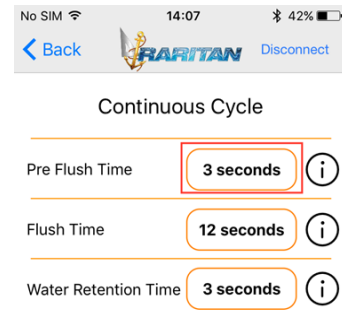 No SIM 14:07 42%
Back RARITAN Disconnect
Continuous Cycle
Pre Flush Time 3 seconds i
Flush Time 12 seconds i
Water Retention Time 3 seconds i